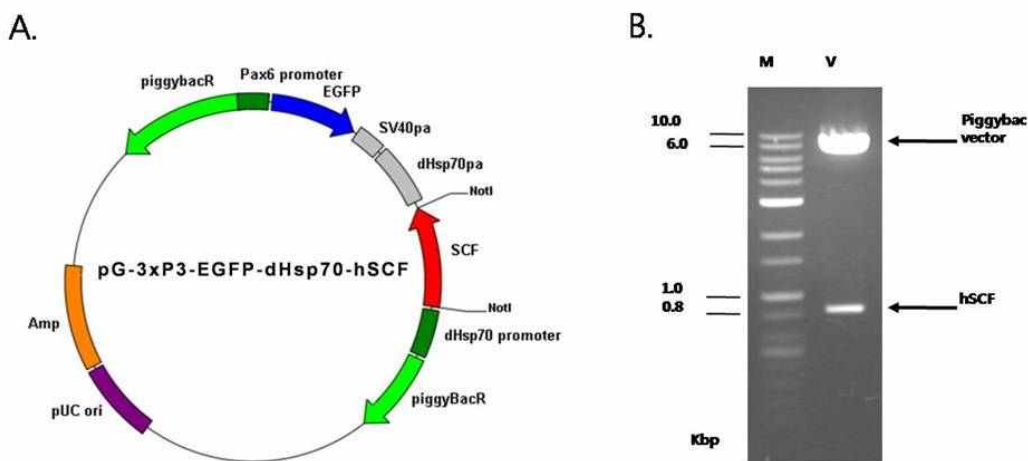 A.
piggybacR
Pax6 promoter
EGFP
SV40pa
dHsp70pa
NotI
SCF
pG-3xP3-EGFP-dHsp70-hSCF
NotI
dHsp70 promoter
piggyBacR
pUC ori
Amp
B.
M V
10.0
6.0
Piggybac
vector
1.0
0.8
hSCF
Kbp